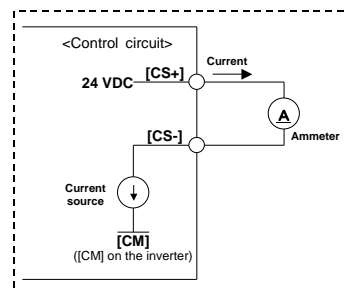 <Control circuit>
Current
[CS+]
24 VDC
A
Ammeter
[CS-]
Current
source
[CM]
([CM] on the inverter)